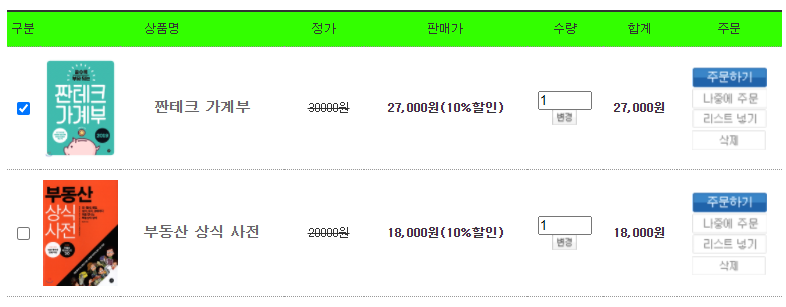 구분 상품명 정가 판매가 수량 합계 주문
짠테크
가계부
짠테크 가계부 30000원 27,000원(10%할인) 1 변경 27,000원
주문하기
나중에 주문
리스트 넣기
삭제
부동산
상식
사전
부동산 상식 사전 20000원 18,000원(10%할인) 1 변경 18,000원
주문하기
나중에 주문
리스트 넣기
삭제